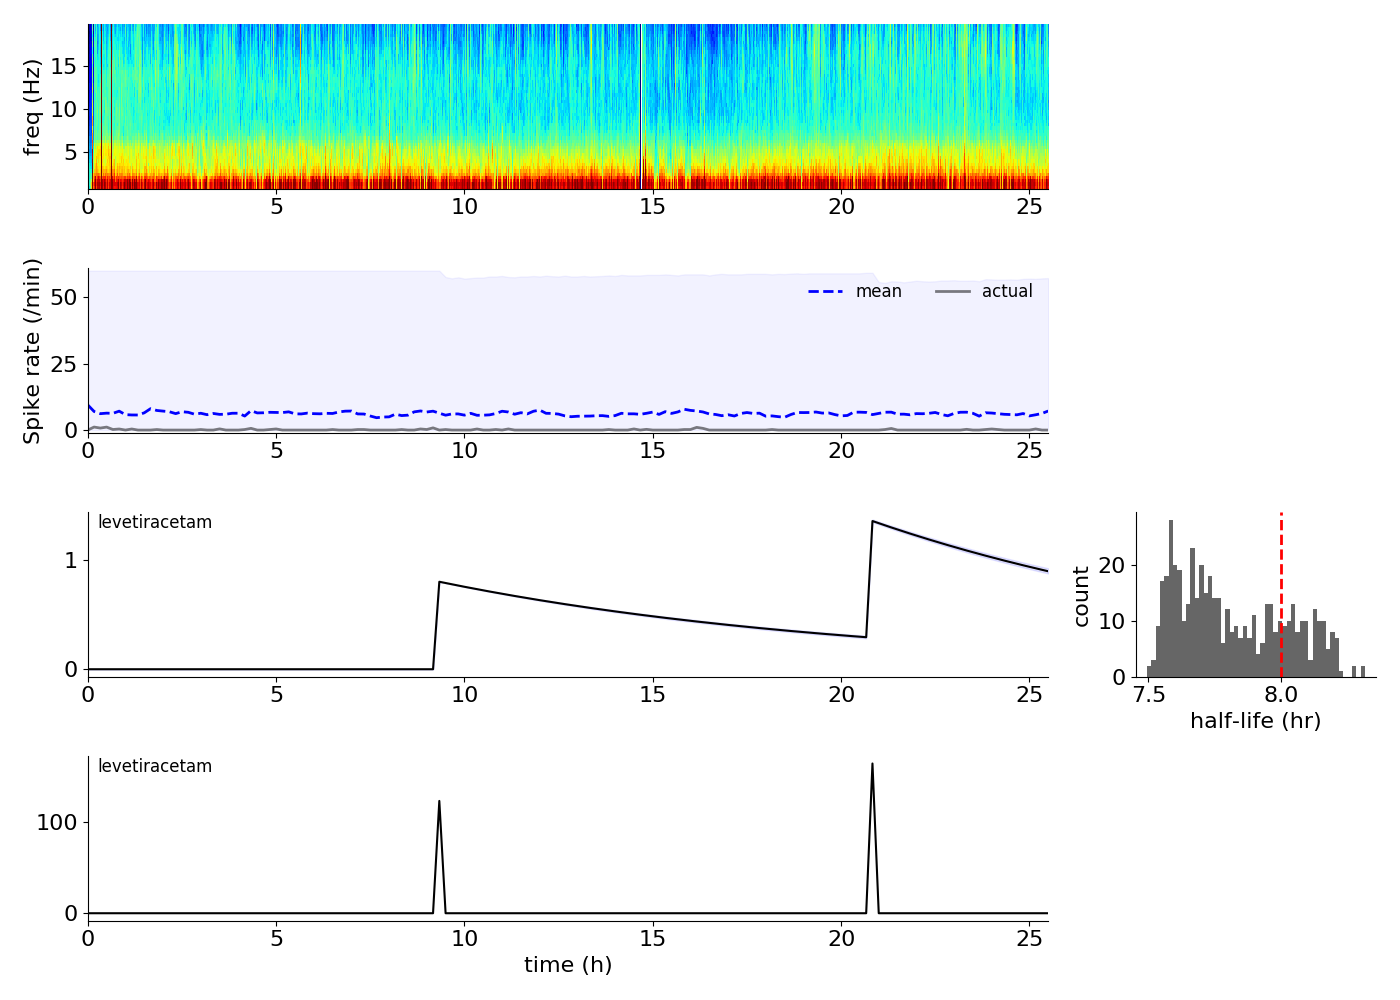 freq (Hz)
15
10
5
0 5 10 15 20 25
Spike rate (/min)
50
25
0
mean actual
0 5 10 15 20 25
levetiracetam
1
0
0 5 10 15 20 25
count
20
10
0
7.5 8.0
half-life (hr)
levetiracetam
100
0
0 5 10 15 20 25
time (h)